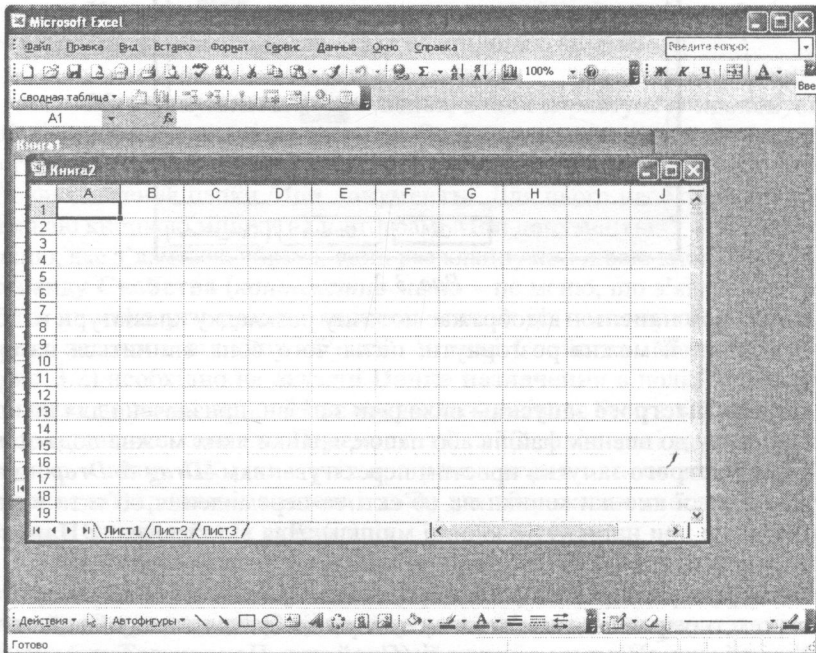 Microsoft Excel
Файл Правка Вид Вставка Формат Сервис Данные Окно Справка Введите вопрос
100% Ж К Ч А
Сводная таблица Вве
A1 fx
Книга1
Книга2
A B C D E F G H I J
1
2
3
4
5
6
7
8
9
10
11
12
13
14
15
16
17
18
19
Лист1 Лист2 Лист3
Действия Автофигуры
Готово